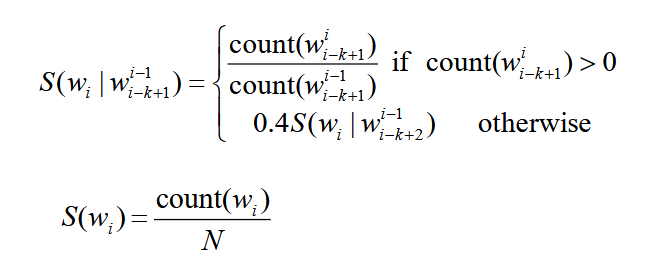 S(w_i | w_{i-k+1}^{i-1}) = { count(w_{i-k+1}^{i}) / count(w_{i-k+1}^{i-1}) if count(w_{i-k+1}^{i}) > 0
0.4S(w_i | w_{i-k+2}^{i-1}) otherwise
S(w_i) = count(w_i) / N